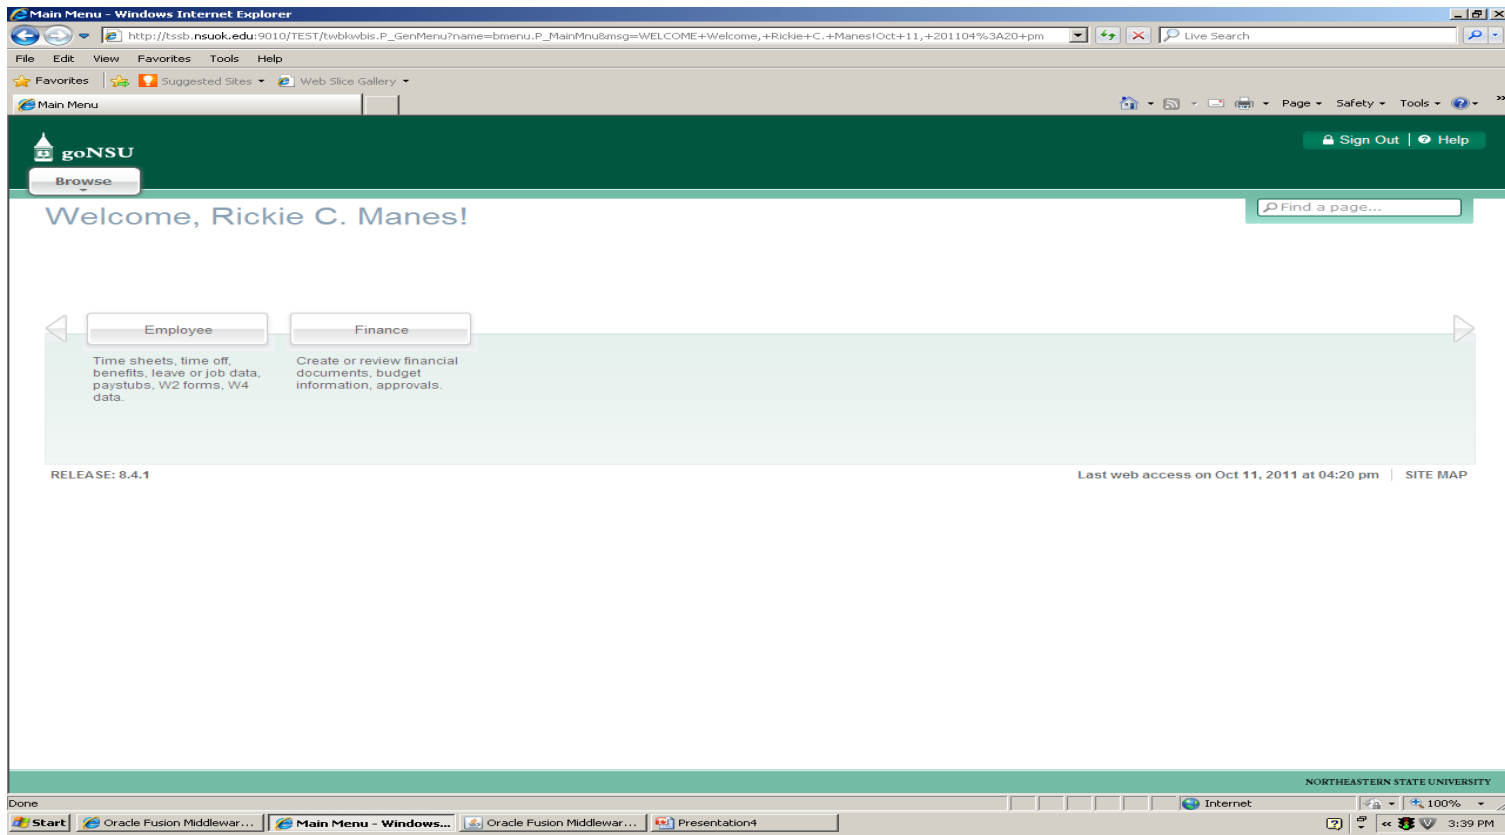 Main Menu - Windows Internet Explorer
http://tssb.nsuok.edu:9010/TEST/twbkwbis.P_GenMenu?name=bmenu.P_MainMnu&msg=WELCOME+Welcome,+Rickie+C.+Manes!Oct+11,+201104%3A20+pm
Live Search
File Edit View Favorites Tools Help
Favorites Suggested Sites Web Slice Gallery
Main Menu
Page Safety Tools
goNSU
Sign Out | Help
Browse
Welcome, Rickie C. Manes!
Find a page...
Employee Finance
Time sheets, time off,
benefits, leave or job data,
paystubs, W2 forms, W4
data.
Create or review financial
documents, budget
information, approvals.
RELEASE: 8.4.1
Last web access on Oct 11, 2011 at 04:20 pm | SITE MAP
NORTHEASTERN STATE UNIVERSITY
Done Internet 100%
Start Oracle Fusion Middlewar... Main Menu - Windows... Oracle Fusion Middlewar... Presentation4 3:39 PM